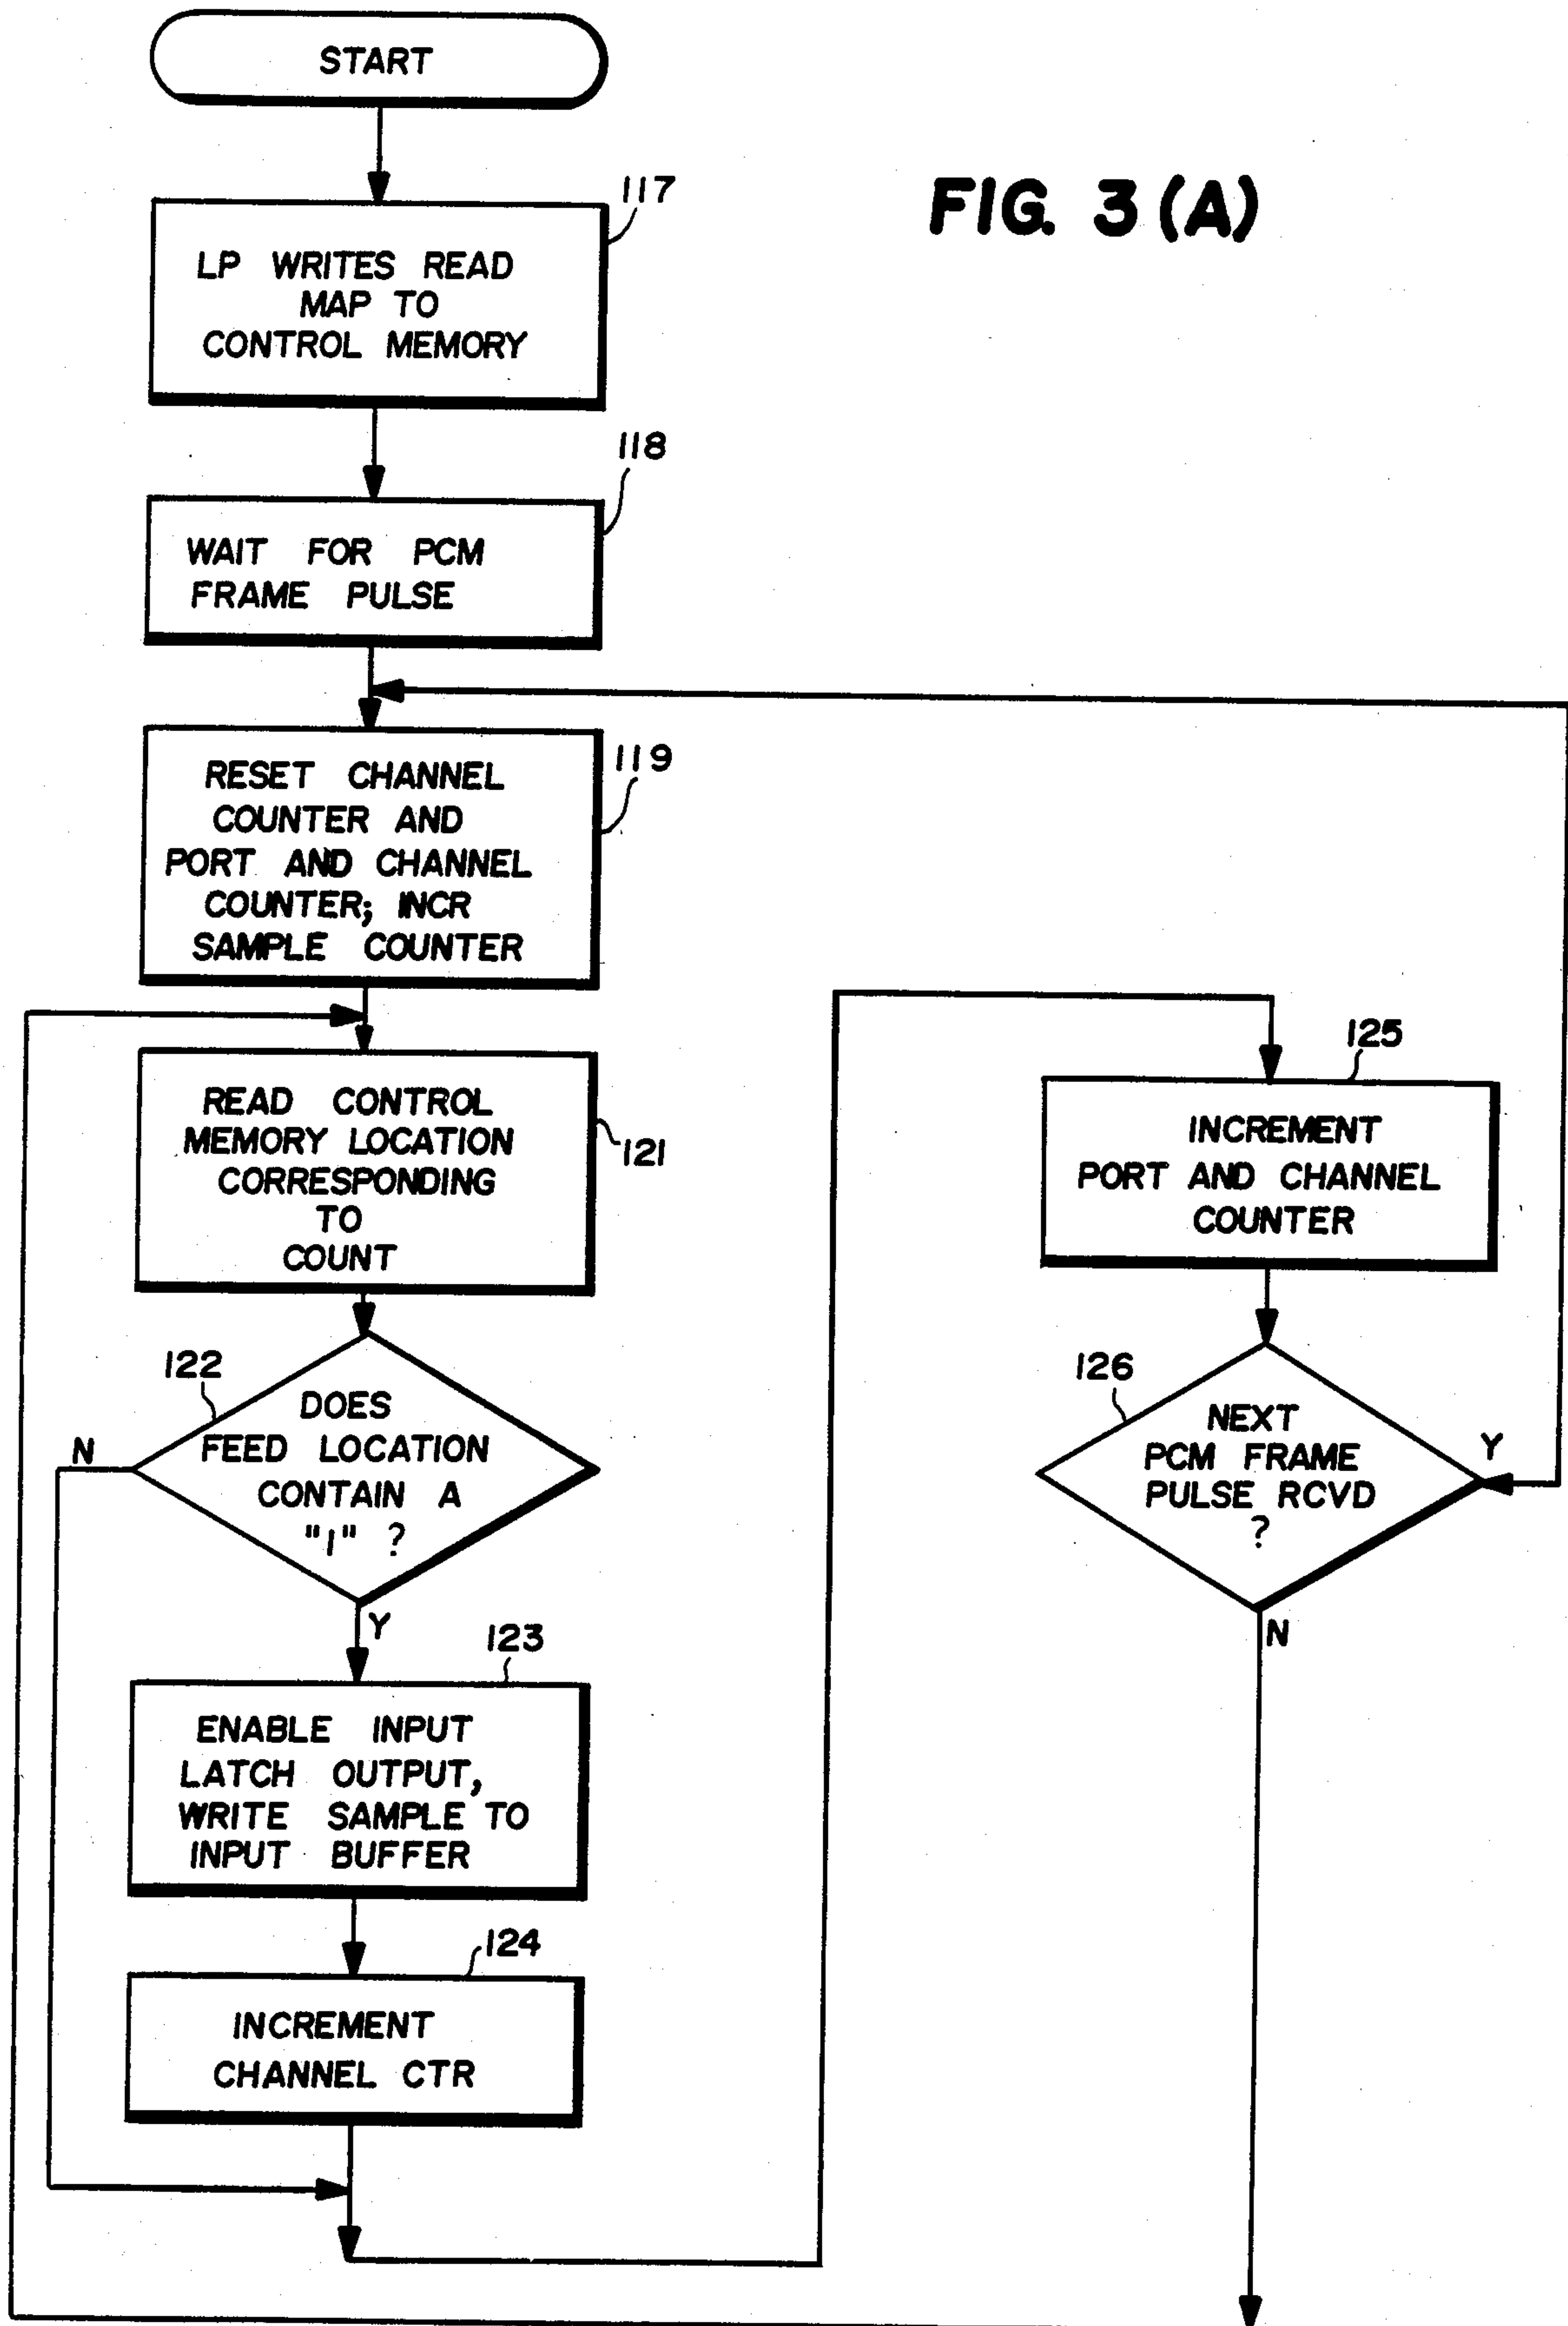 START
FIG. 3 (A)
117
LP WRITES READ
MAP TO
CONTROL MEMORY
118
WAIT FOR PCM
FRAME PULSE
119
RESET CHANNEL
COUNTER AND
PORT AND CHANNEL
COUNTER; INCR
SAMPLE COUNTER
121
READ CONTROL
MEMORY LOCATION
CORRESPONDING
TO
COUNT
122
DOES
FEED LOCATION
CONTAIN A
"1" ?
N
Y
123
ENABLE INPUT
LATCH OUTPUT,
WRITE SAMPLE TO
INPUT BUFFER
124
INCREMENT
CHANNEL CTR
125
INCREMENT
PORT AND CHANNEL
COUNTER
126
NEXT
PCM FRAME
PULSE RCVD
?
Y
N